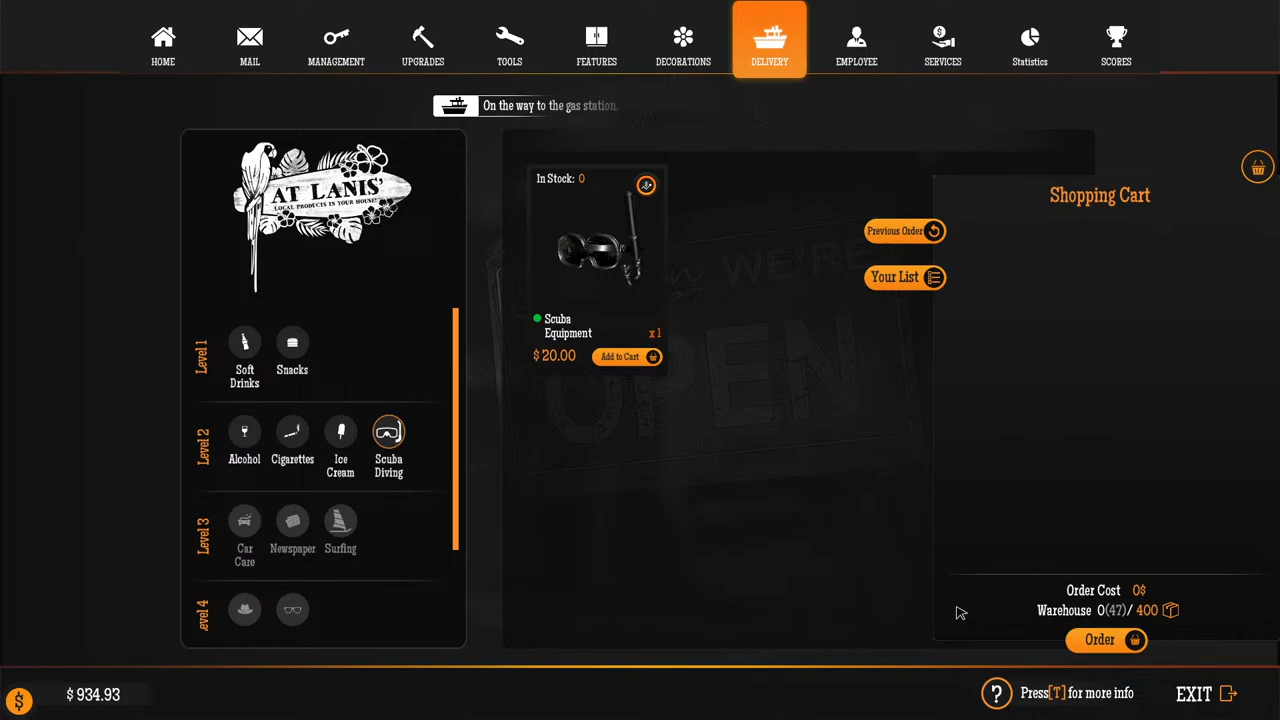 HOME
MAIL
MANAGEMENT
UPGRADES
TOOLS
FEATURES
DECORATIONS
DELIVERY
EMPLOYEE
SERVICES
Statistics
SCORES
On the way to the gas station.
AT LANIS'
LOCAL PRODUCTS IN YOUR HOUSE!
In Stock: 0
Scuba
Equipment
x1
$20.00
Add to Cart
WE'RE
OPEN
Previous Order
Your List
Shopping Cart
Level 1
Soft
Drinks
Snacks
Level 2
Alcohol
Cigarettes
Ice
Cream
Scuba
Diving
Level 3
Car
Care
Newspaper
Surfing
evel 4
Order Cost 0$
Warehouse 0(47)/ 400
Order
$ 934.93
?
Press[T] for more info
EXIT